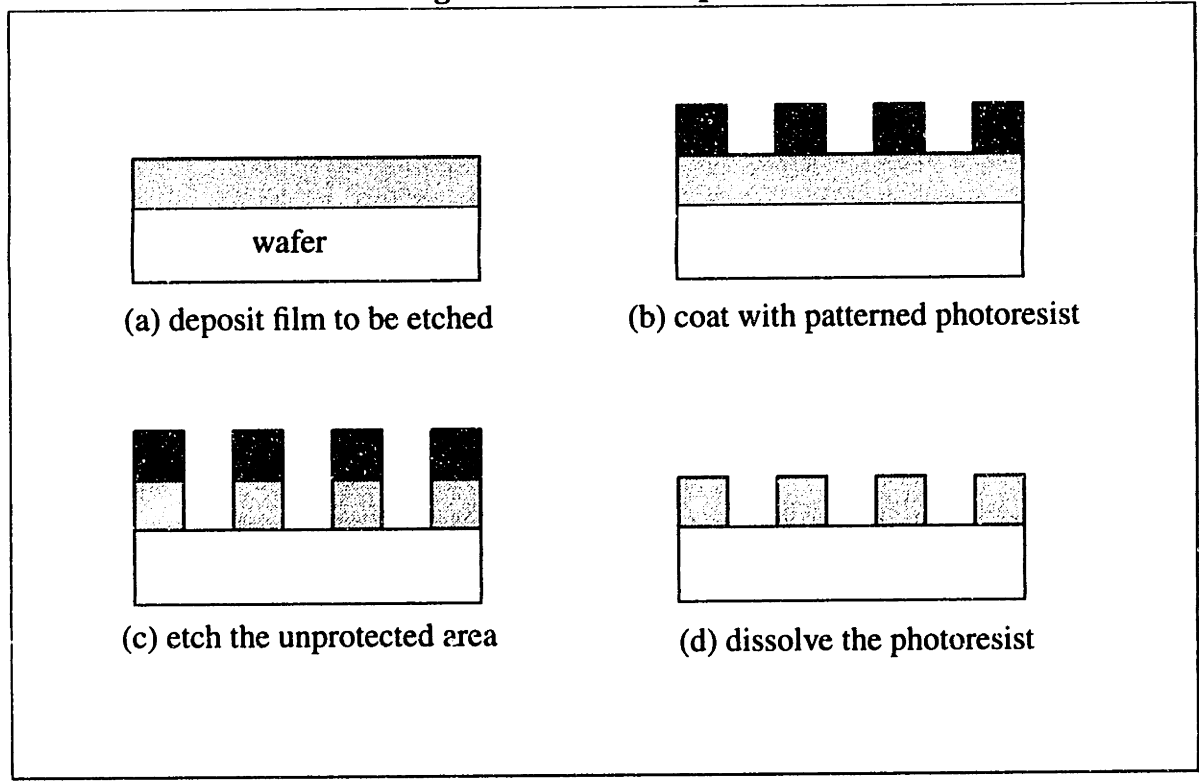 wafer
(a) deposit film to be etched
(b) coat with patterned photoresist
(c) etch the unprotected area
(d) dissolve the photoresist